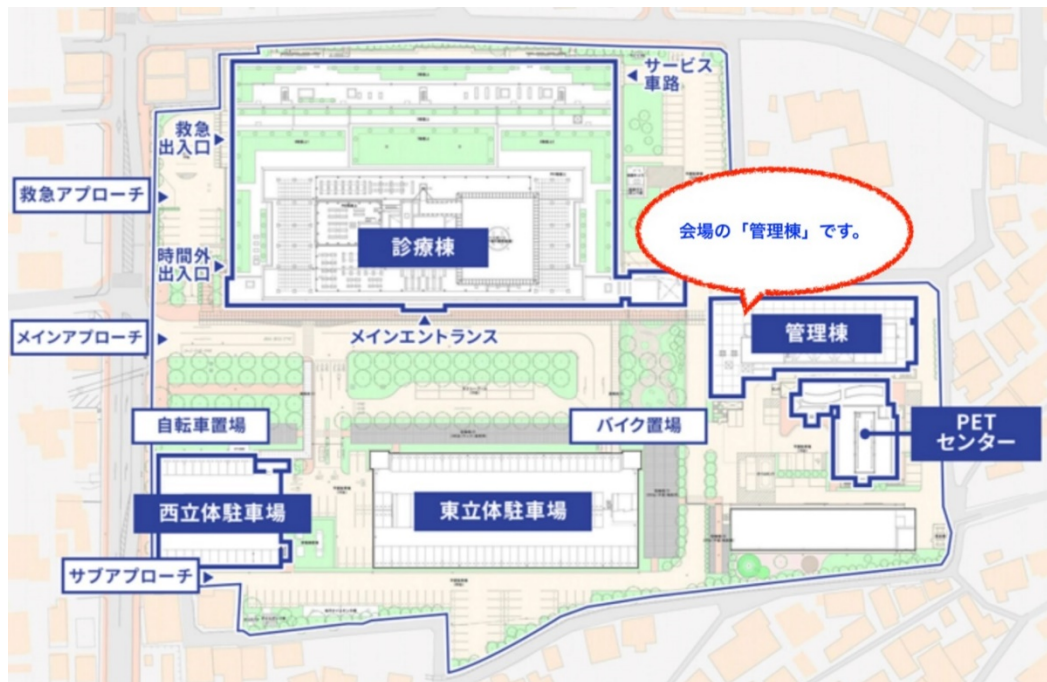 サービス
車路
救急
出入口
救急アプローチ
会場の「管理棟」です。
診療棟
時間外
出入口
メインアプローチ
メインエントランス
管理棟
自転車置場
バイク置場
PET
センター
西立体駐車場
東立体駐車場
サブアプローチ